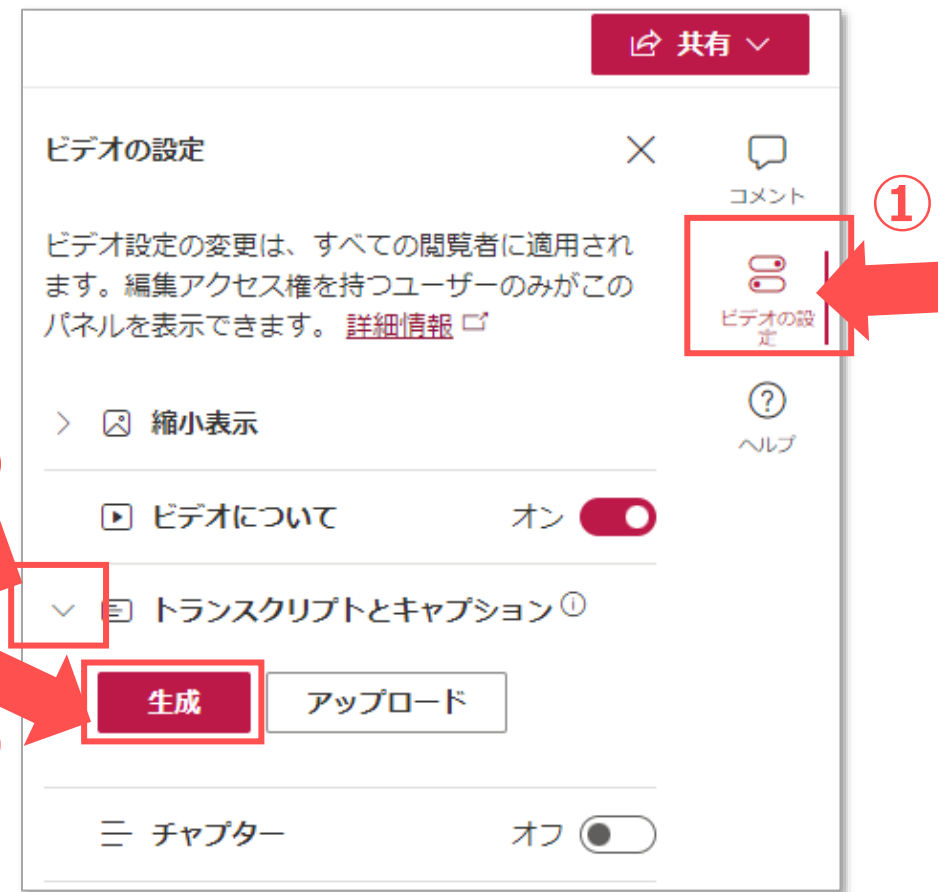 共有
ビデオの設定
コメント
①
ビデオ設定の変更は、すべての閲覧者に適用され
ます。編集アクセス権を持つユーザーのみがこの
パネルを表示できます。 詳細情報
ビデオの設
定
縮小表示
ヘルプ
ビデオについて オン
トランスクリプトとキャプション
生成 アップロード
チャプター オフ